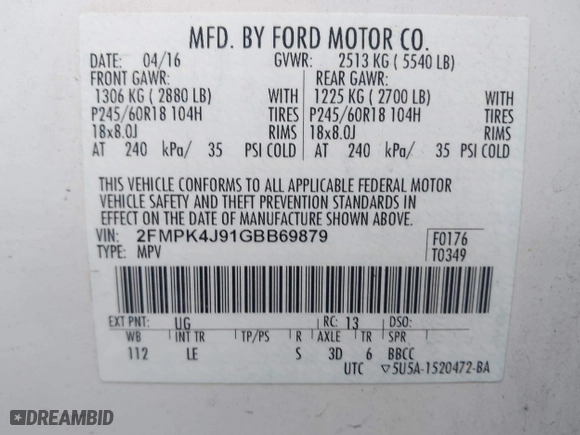 MFD. BY FORD MOTOR CO.
DATE: 04/16 GVWR: 2513 KG ( 5540 LB)
FRONT GAWR: REAR GAWR:
1306 KG ( 2880 LB) WITH 1225 KG ( 2700 LB) WITH
P245/60R18 104H TIRES P245/60R18 104H TIRES
18x8.0J RIMS 18x8.0J RIMS
AT 240 kPa/ 35 PSI COLD AT 240 kPa/ 35 PSI COLD
THIS VEHICLE CONFORMS TO ALL APPLICABLE FEDERAL MOTOR
VEHICLE SAFETY AND THEFT PREVENTION STANDARDS IN
EFFECT ON THE DATE OF MANUFACTURE SHOWN ABOVE.
VIN: 2FMPK4J91GBB69879 F0176
TYPE: MPV T0349
EXT PNT: UG RC: 13 DSO:
WB INT TR TP/PS R AXLE TR SPR
112 LE S 3D 6 BBCC
UTC ▽5U5A-1520472-BA
DREAMBID